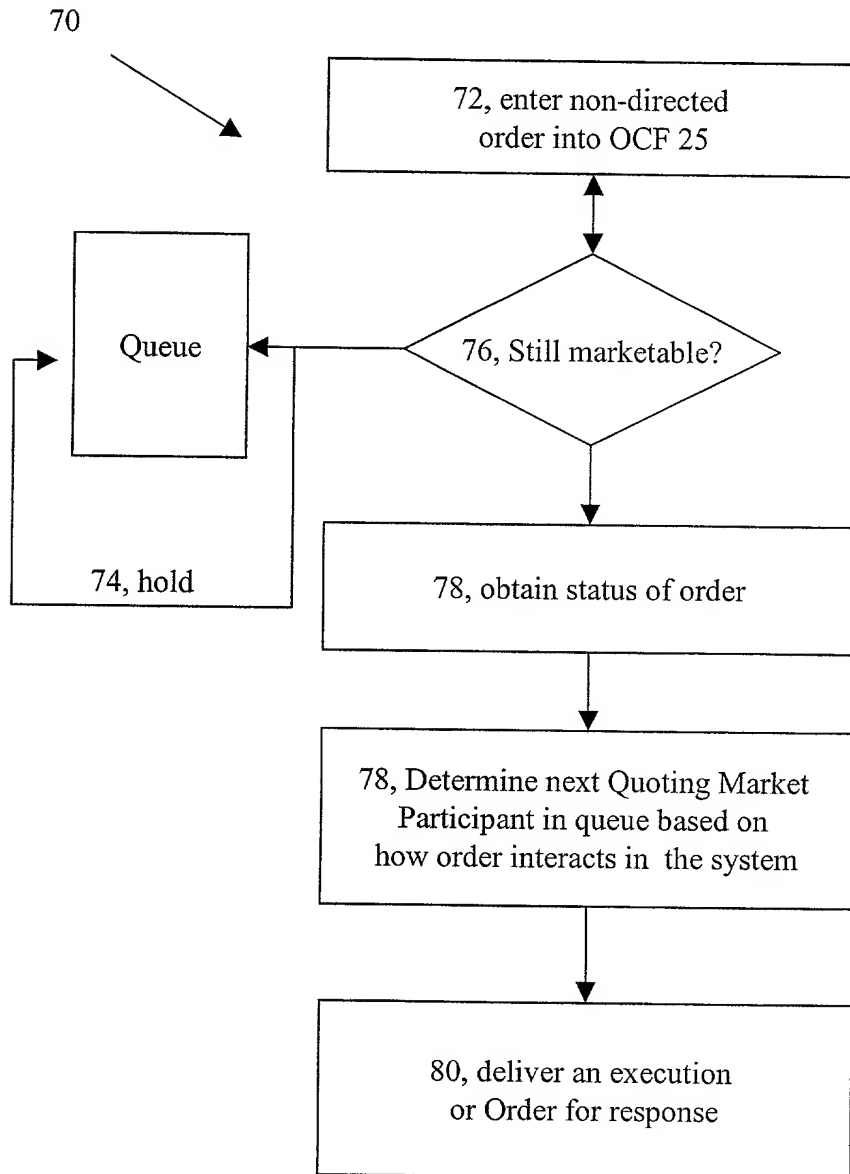 70
72, enter non-directed
order into OCF 25
Queue
76, Still marketable?
74, hold
78, obtain status of order
78, Determine next Quoting Market
Participant in queue based on
how order interacts in the system
80, deliver an execution
or Order for response